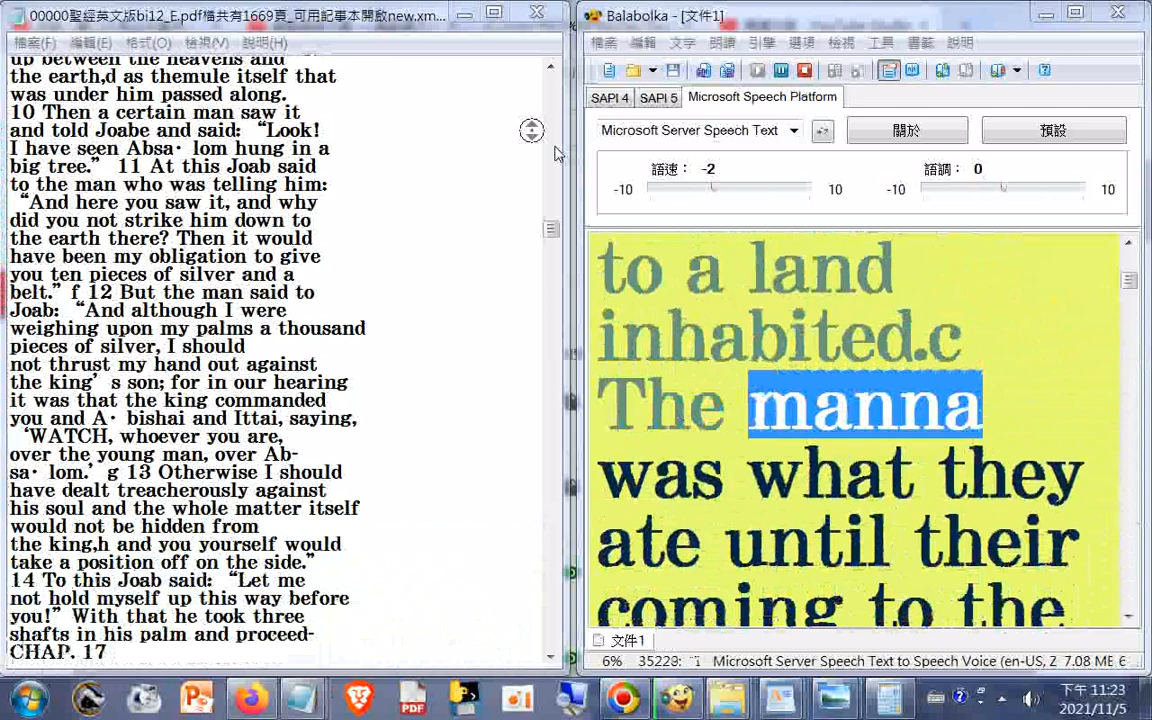 00000聖經英文版bi12_E.pdf檔共有1669頁_可用記事本開啟new.xm...
檔案(F) 編輯(E) 格式(O) 檢視(V) 說明(H)
up between the heavens and
the earth,d as themule itself that
was under him passed along.
10 Then a certain man saw it
and told Joabe and said: “Look!
I have seen Absa· lom hung in a
big tree.” 11 At this Joab said
to the man who was telling him:
“And here you saw it, and why
did you not strike him down to
the earth there? Then it would
have been my obligation to give
you ten pieces of silver and a
belt.” f 12 But the man said to
Joab: “And although I were
weighing upon my palms a thousand
pieces of silver, I should
not thrust my hand out against
the king’ s son; for in our hearing
it was that the king commanded
you and A· bishai and Ittai, saying,
‘WATCH, whoever you are,
over the young man, over Ab-
sa· lom.’ g 13 Otherwise I should
have dealt treacherously against
his soul and the whole matter itself
would not be hidden from
the king,h and you yourself would
take a position off on the side.”
14 To this Joab said: “Let me
not hold myself up this way before
you!” With that he took three
shafts in his palm and proceed-
CHAP. 17
Balabolka - [文件1]
檔案 編輯 文字 朗讀 引擎 選項 檢視 工具 書籤 說明
SAPI 4 SAPI 5 Microsoft Speech Platform
Microsoft Server Speech Text 關於 預設
語速： -2 語調： 0
-10 10 -10 10
to a land
inhabited.c
The manna
was what they
ate until their
coming to the
文件1
6% 35223: Microsoft Server Speech Text to Speech Voice (en-US, Z 7.08 MB 6
下午 11:23
2021/11/5